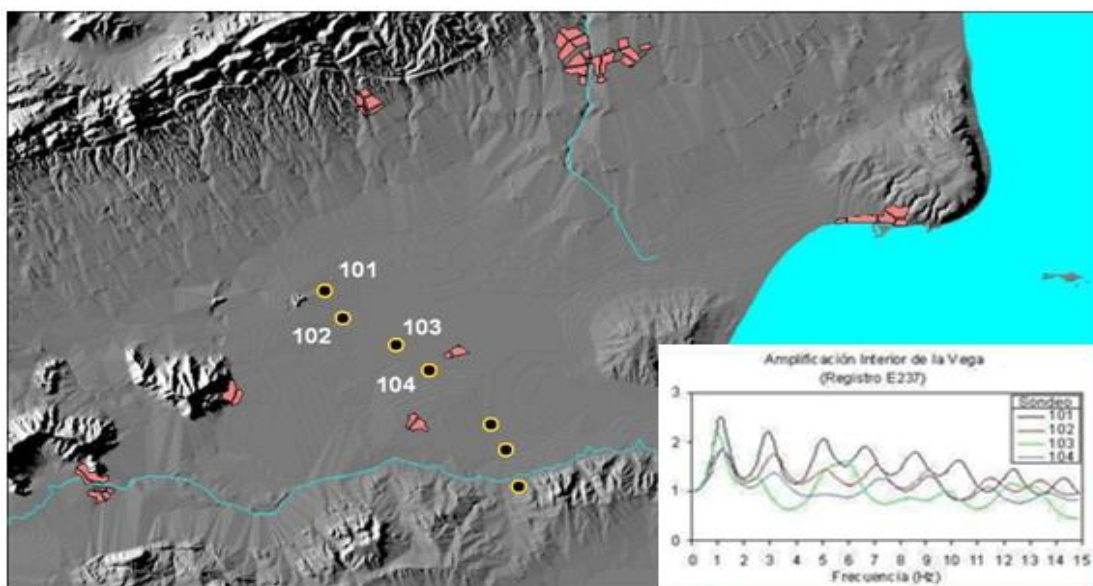 101
102
103
104
Amplificación Interior de la Vega
(Registro E237)
Sondeo
101
102
103
104
3
2
1
0
0 1 2 3 4 5 6 7 8 9 10 11 12 13 14 15
Frecuencia (Hz)